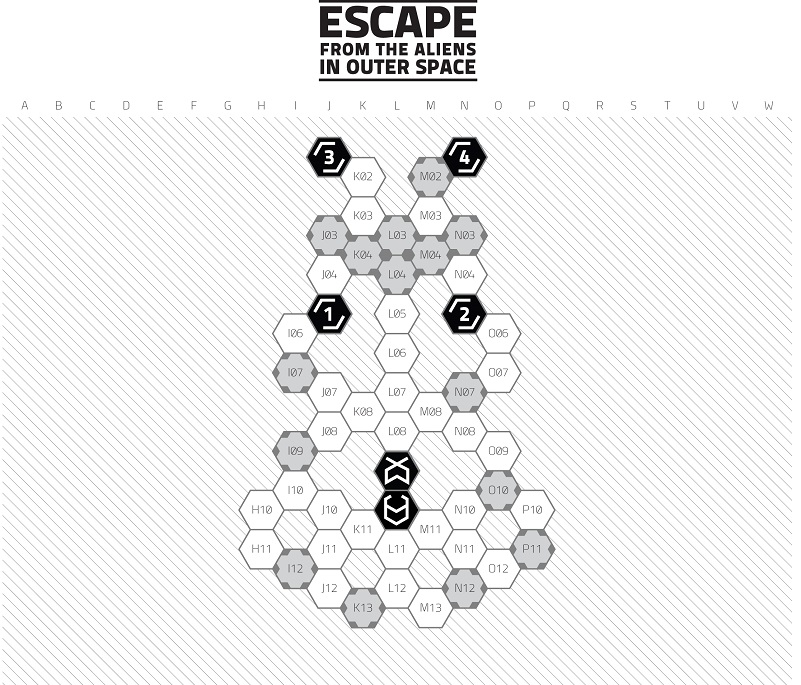 ESCAPE
FROM THE ALIENS
IN OUTER SPACE
A B C D E F G H I J K L M N O P Q R S T U V W
3 4
K02 M02
K03 M03
J03 L03 N03
K04 M04
J04 L04 N04
1 L05 2
I06 O06
L06
I07 O07
J07 L07 N07
K08 M08
J08 L08 N08
I09 O09
I10 O10
H10 J10 N10 P10
K11 M11
H11 J11 L11 N11 P11
I12 O12
J12 L12 N12
K13 M13